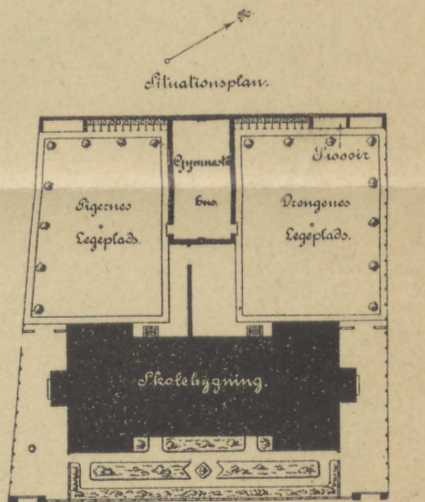 Situationsplan.
Gymnastik
hus.
Pissoir
Pigernes
Legeplads.
Drengenes
Legeplads.
Skolebygning.